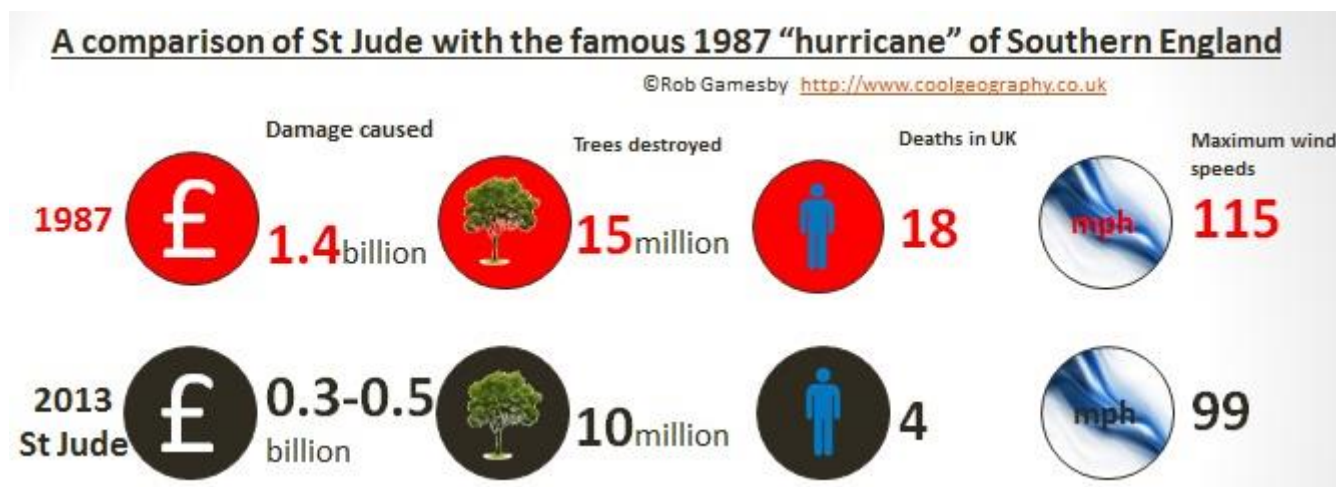 A comparison of St Jude with the famous 1987 “hurricane” of Southern England
©Rob Gamesby http://www.coolgeography.co.uk
Damage caused
Trees destroyed
Deaths in UK
Maximum wind
speeds
1987
£
1.4billion
15million
18
mph
115
2013
St Jude
£
0.3-0.5
billion
10million
4
mph
99